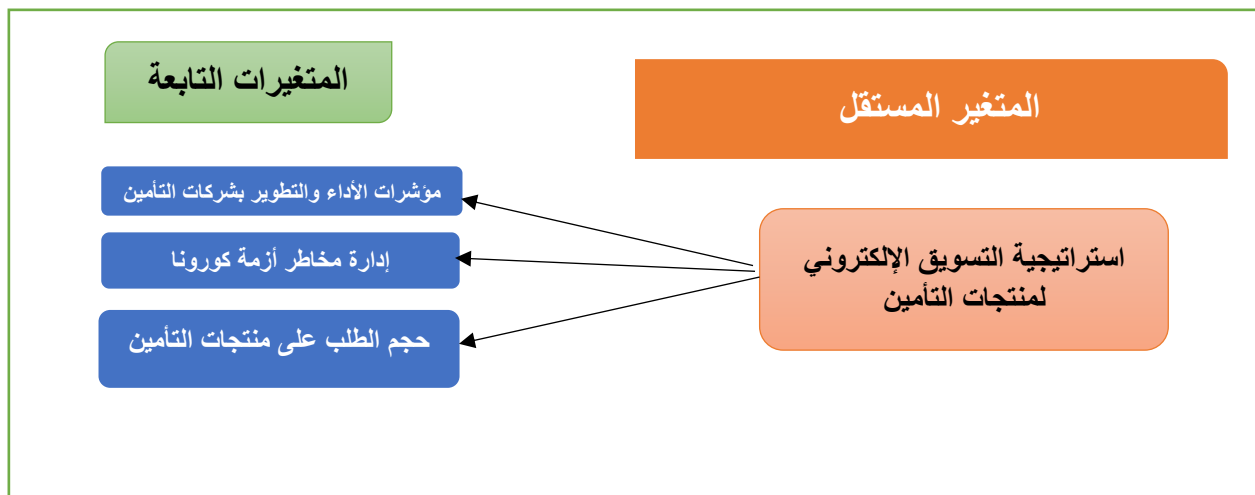 المتغير المستقل
المتغيرات التابعة
استراتيجية التسويق الإلكتروني
لمنتجات التأمين
مؤشرات الأداء والتطوير بشركات التأمين
إدارة مخاطر أزمة كورونا
حجم الطلب على منتجات التأمين